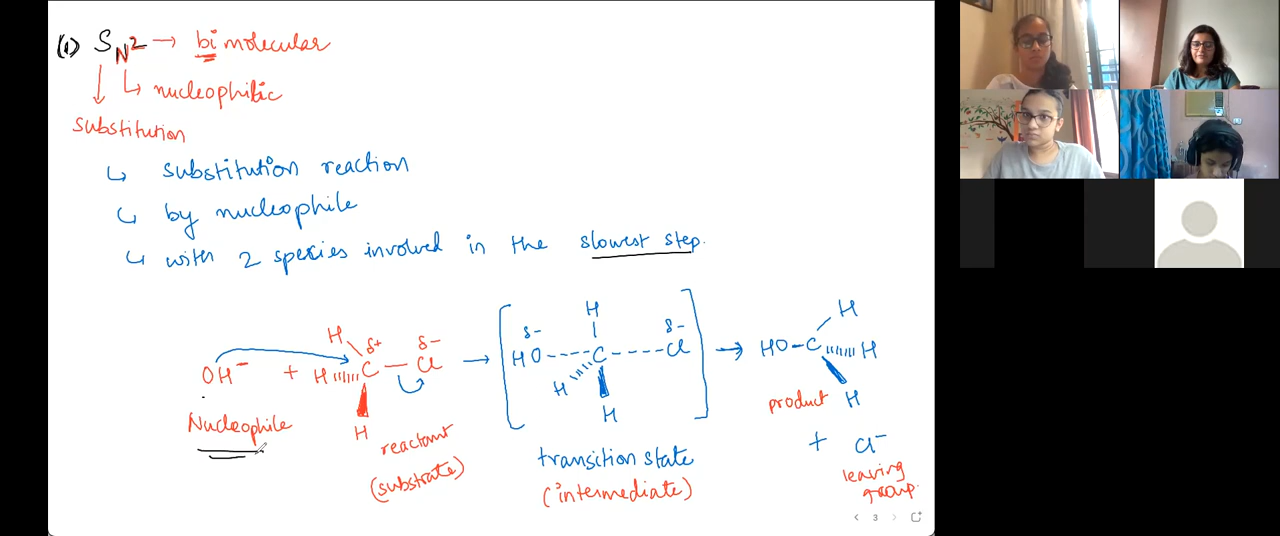 (1) SN2 → bimolecular
↳ nucleophilic
Substitution
↳ substitution reaction
↳ by nucleophile
↳ with 2 species involved in the slowest step.
H H H
δ+ δ- δ- δ-
OH- + H C — Cl → [ HO ---- C ---- Cl ] → HO-C H
H H H H
Nucleophile reactant product
(substrate) transition state + Cl-
(intermediate) leaving group.
< 3 >